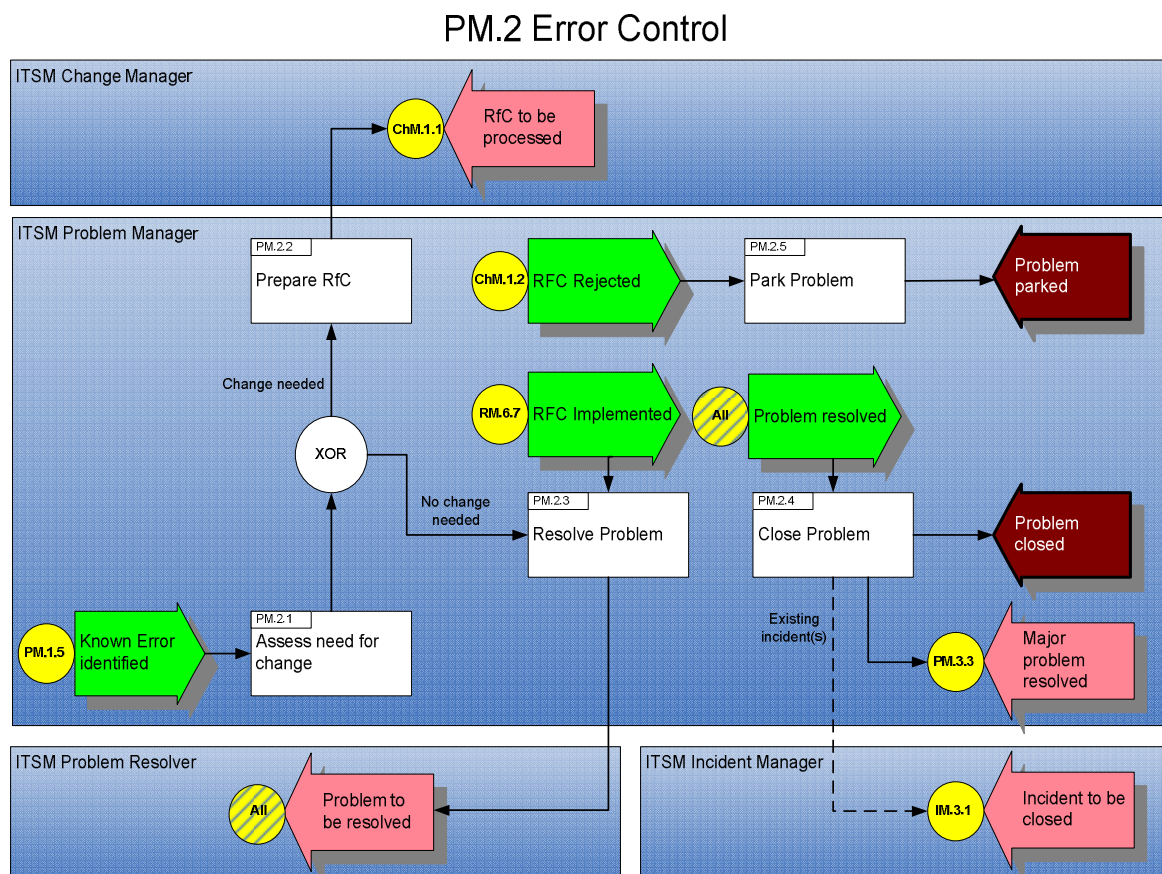 PM.2 Error Control
ITSM Change Manager
ChM.1.1
RfC to be
processed
ITSM Problem Manager
PM.2.2
Prepare RfC
ChM.1.2
RFC Rejected
PM.2.5
Park Problem
Problem
parked
Change needed
RM.6.7
RFC Implemented
All
Problem resolved
XOR
No change
needed
PM.2.3
Resolve Problem
PM.2.4
Close Problem
Problem
closed
PM.1.5
Known Error
identified
PM.2.1
Assess need for
change
Existing
incident(s)
PM.3.3
Major
problem
resolved
ITSM Problem Resolver
All
Problem to
be resolved
ITSM Incident Manager
IM.3.1
Incident to be
closed